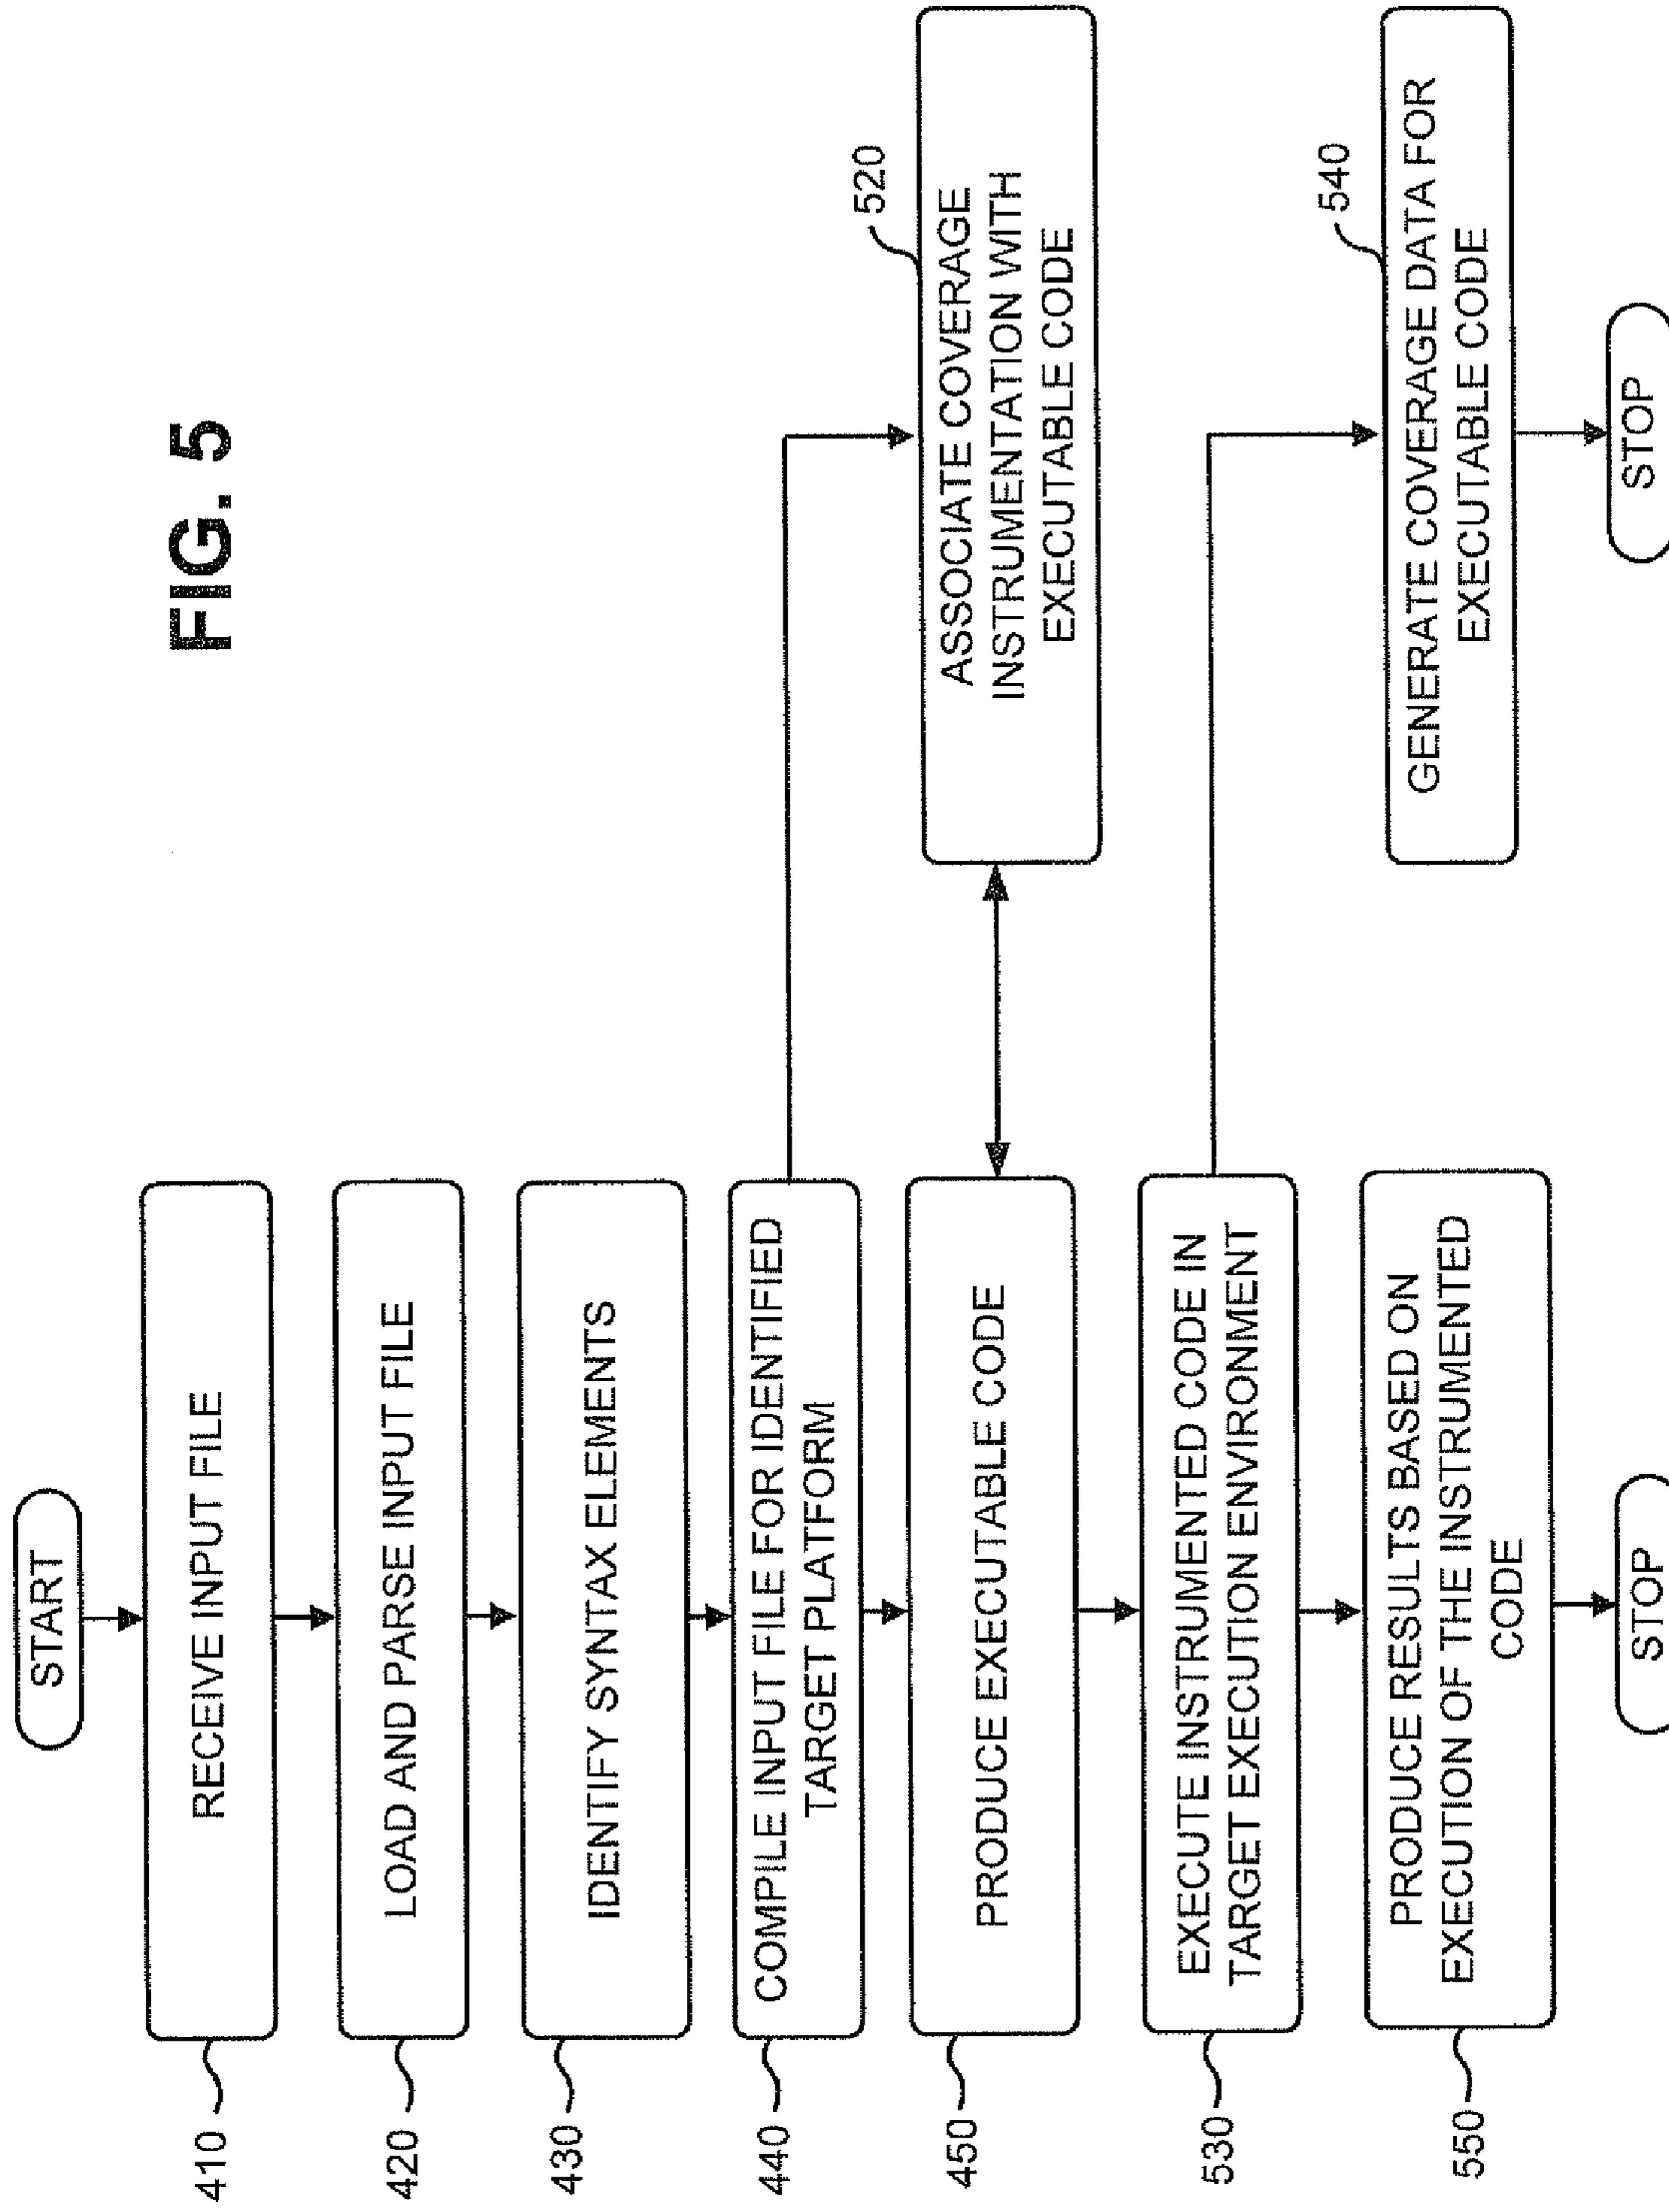 FIG. 5
START
410
RECEIVE INPUT FILE
420
LOAD AND PARSE INPUT FILE
430
IDENTIFY SYNTAX ELEMENTS
440
COMPILE INPUT FILE FOR IDENTIFIED
TARGET PLATFORM
450
PRODUCE EXECUTABLE CODE
520
ASSOCIATE COVERAGE
INSTRUMENTATION WITH
EXECUTABLE CODE
530
EXECUTE INSTRUMENTED CODE IN
TARGET EXECUTION ENVIRONMENT
540
GENERATE COVERAGE DATA FOR
EXECUTABLE CODE
550
PRODUCE RESULTS BASED ON
EXECUTION OF THE INSTRUMENTED
CODE
STOP
STOP